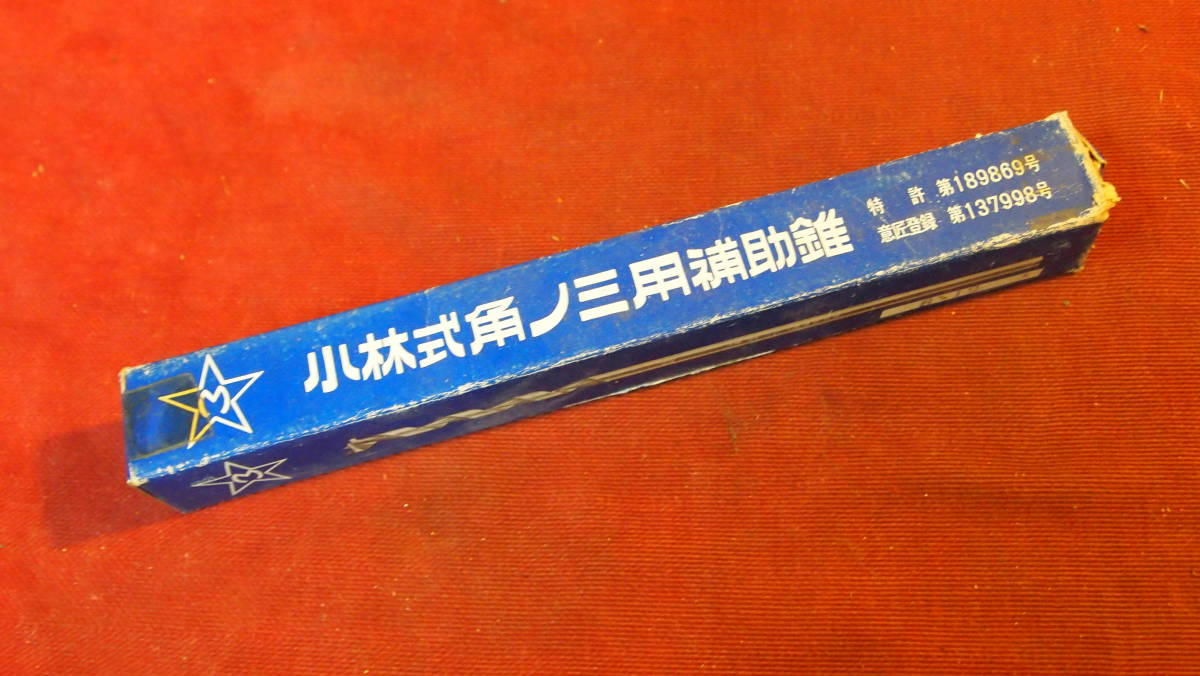 小林式角ノミ用補助錐
特許 第189869号
意匠登録 第137998号